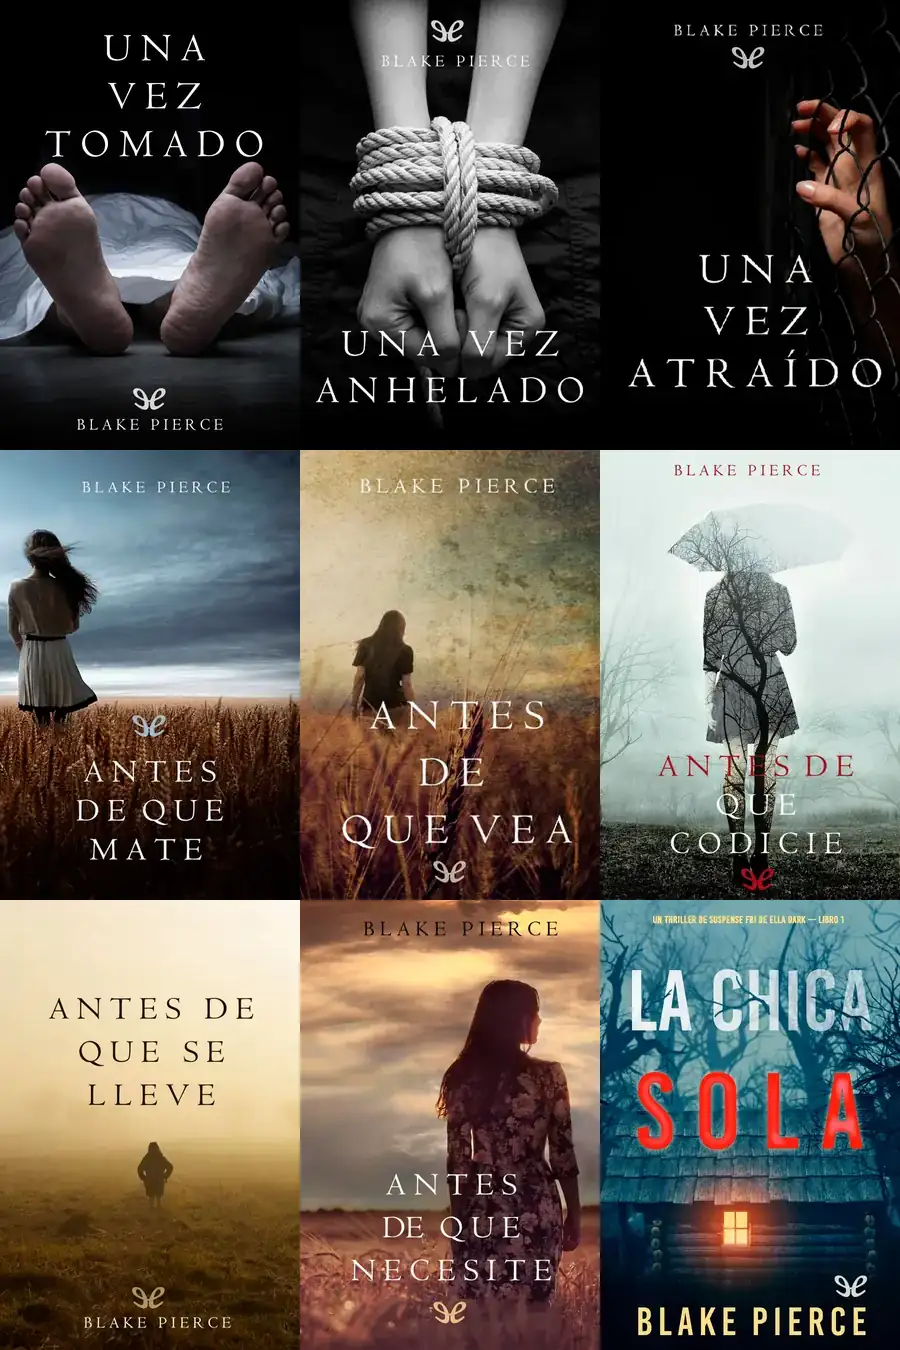 UNA
VEZ
TOMADO
BLAKE PIERCE
BLAKE PIERCE
UNA VEZ
ANHELADO
BLAKE PIERCE
UNA
VEZ
ATRAÍDO
BLAKE PIERCE
ANTES
DE QUE
MATE
BLAKE PIERCE
ANTES
DE
QUE VEA
BLAKE PIERCE
ANTES DE
QUE
CODICIE
ANTES DE
QUE SE
LLEVE
BLAKE PIERCE
BLAKE PIERCE
ANTES
DE QUE
NECESITE
UN THRILLER DE SUSPENSE FBI DE ELLA DARK — LIBRO 1
LA CHICA
SOLA
BLAKE PIERCE